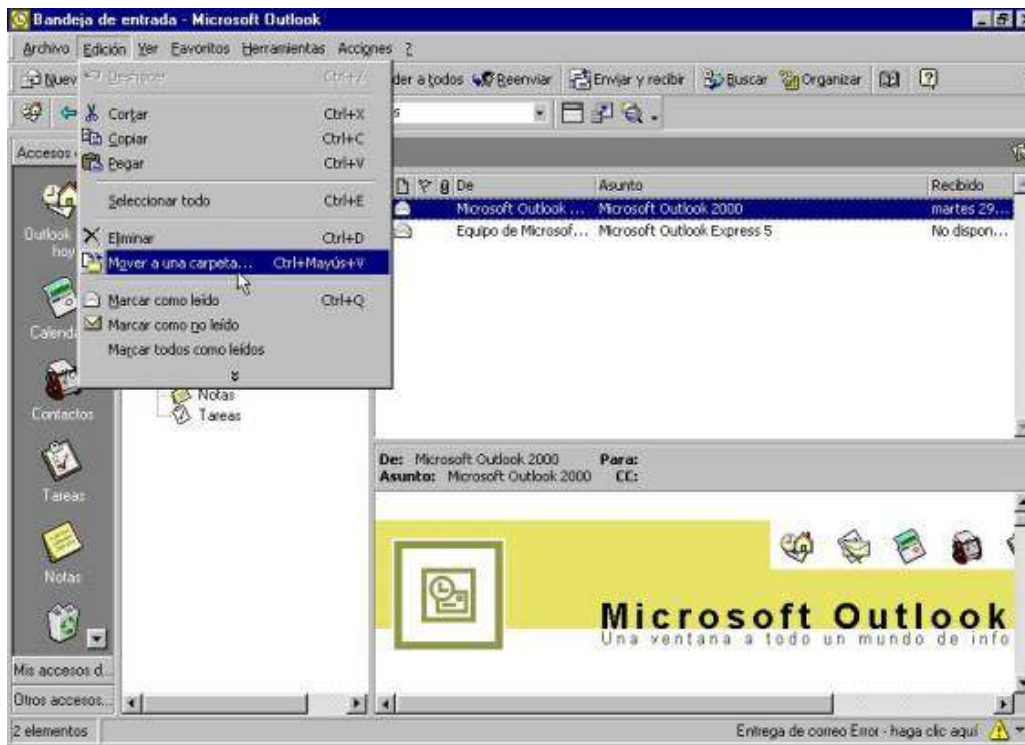 Bandeja de entrada - Microsoft Outlook
Archivo Edición Ver Favoritos Herramientas Acciones ?
Nuev
der a todos Reenviar Enviar y recibir Buscar Organizar
Deshacer Ctrl+Z
Cortar Ctrl+X
Copiar Ctrl+C
Pegar Ctrl+V
Seleccionar todo Ctrl+E
Eliminar Ctrl+D
Mover a una carpeta... Ctrl+Mayús+V
Marcar como leído Ctrl+Q
Marcar como no leído
Marcar todos como leídos
Accesos
Outlook
hoy
Calend
Contactos
Tareas
Notas
Mis accesos d...
Otros accesos...
Notas
Tareas
s
De Asunto Recibido
Microsoft Outlook ... Microsoft Outlook 2000 martes 29...
Equipo de Microsof... Microsoft Outlook Express 5 No dispon...
De: Microsoft Outlook 2000 Para:
Asunto: Microsoft Outlook 2000 CC:
Microsoft Outlook
Una ventana a todo un mundo de info
2 elementos
Entrega de correo Error - haga clic aquí